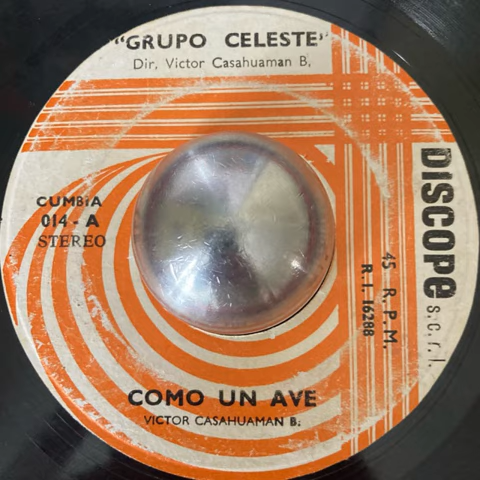 "GRUPO CELESTE"
Dir, Victor Casahuaman B,
CUMBIA
014 - A
STEREO
DISCOPE s.c.r.l.
45 R.P.M.
R.I. 16288
COMO UN AVE
VICTOR CASAHUAMAN B.